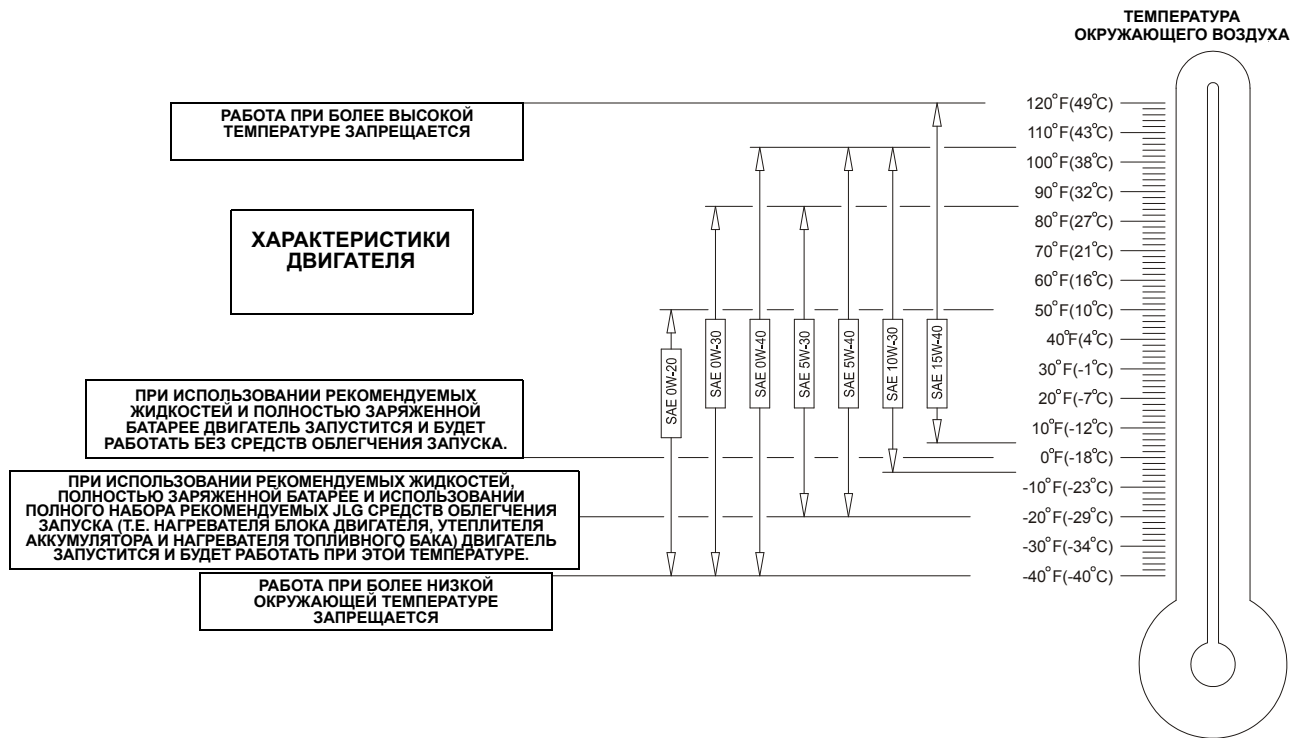 ТЕМПЕРАТУРА
ОКРУЖАЮЩЕГО ВОЗДУХА
РАБОТА ПРИ БОЛЕЕ ВЫСОКОЙ
ТЕМПЕРАТУРЕ ЗАПРЕЩАЕТСЯ
ХАРАКТЕРИСТИКИ
ДВИГАТЕЛЯ
ПРИ ИСПОЛЬЗОВАНИИ РЕКОМЕНДУЕМЫХ
ЖИДКОСТЕЙ И ПОЛНОСТЬЮ ЗАРЯЖЕННОЙ
БАТАРЕЕ ДВИГАТЕЛЬ ЗАПУСТИТСЯ И БУДЕТ
РАБОТАТЬ БЕЗ СРЕДСТВ ОБЛЕГЧЕНИЯ ЗАПУСКА.
ПРИ ИСПОЛЬЗОВАНИИ РЕКОМЕНДУЕМЫХ ЖИДКОСТЕЙ,
ПОЛНОСТЬЮ ЗАРЯЖЕННОЙ БАТАРЕЕ И ИСПОЛЬЗОВАНИИ
ПОЛНОГО НАБОРА РЕКОМЕНДУЕМЫХ JLG СРЕДСТВ ОБЛЕГЧЕНИЯ
ЗАПУСКА (Т.Е. НАГРЕВАТЕЛЯ БЛОКА ДВИГАТЕЛЯ, УТЕПЛИТЕЛЯ
АККУМУЛЯТОРА И НАГРЕВАТЕЛЯ ТОПЛИВНОГО БАКА) ДВИГАТЕЛЬ
ЗАПУСТИТСЯ И БУДЕТ РАБОТАТЬ ПРИ ЭТОЙ ТЕМПЕРАТУРЕ.
РАБОТА ПРИ БОЛЕЕ НИЗКОЙ
ОКРУЖАЮЩЕЙ ТЕМПЕРАТУРЕ
ЗАПРЕЩАЕТСЯ
SAE 0W-20
SAE 0W-30
SAE 0W-40
SAE 5W-30
SAE 5W-40
SAE 10W-30
SAE 15W-40
120°F(49°C)
110°F(43°C)
100°F(38°C)
90°F(32°C)
80°F(27°C)
70°F(21°C)
60°F(16°C)
50°F(10°C)
40°F(4°C)
30°F(-1°C)
20°F(-7°C)
10°F(-12°C)
0°F(-18°C)
-10°F(-23°C)
-20°F(-29°C)
-30°F(-34°C)
-40°F(-40°C)